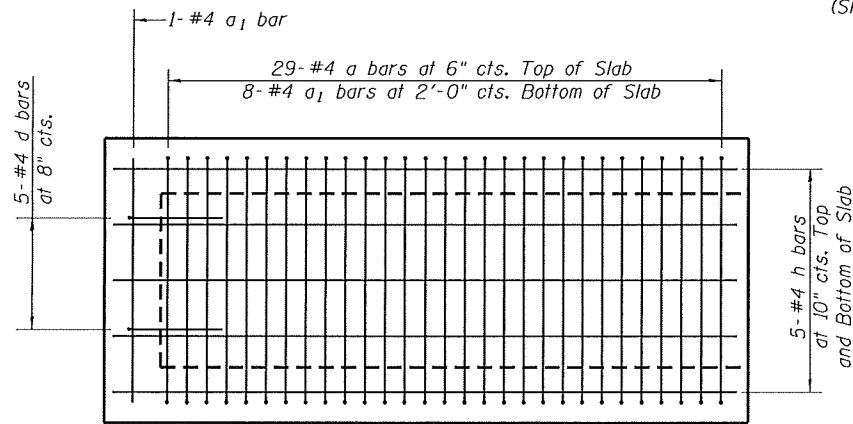 (S
1-#4 a1 bar
29-#4 a bars at 6" cts. Top of Slab
8-#4 a1 bars at 2'-0" cts. Bottom of Slab
5-#4 d bars
at 8" cts.
5-#4 h bars
at 10" cts. Top
and Bottom of Slab